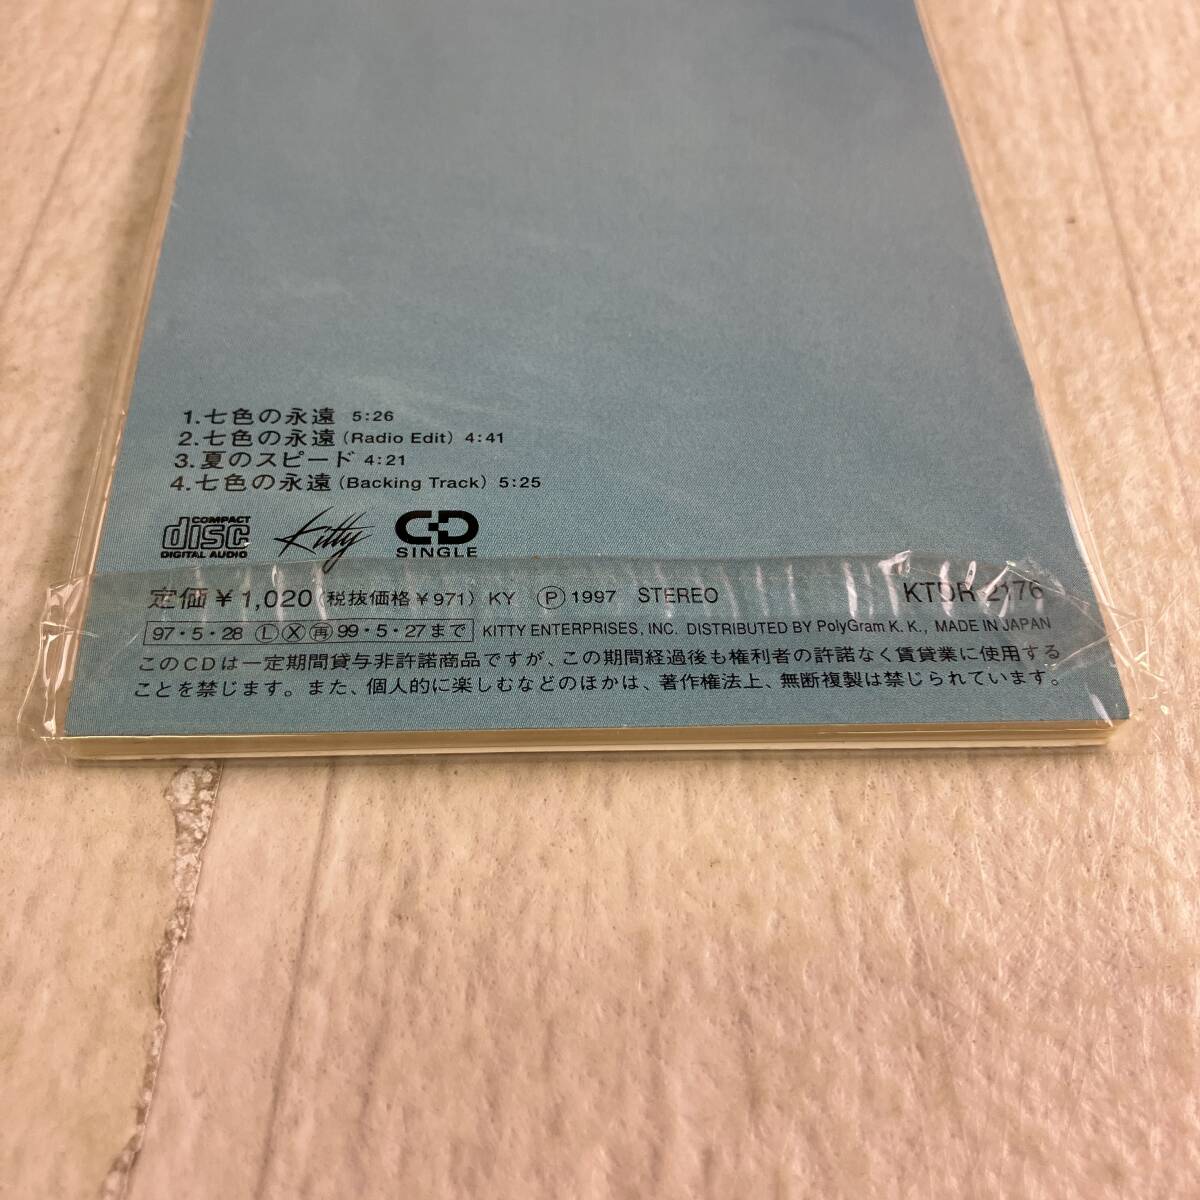 1.七色の永遠 5:26
2.七色の永遠(Radio Edit) 4:41
3.夏のスピード 4:21
4.七色の永遠(Backing Track) 5:25
COMPACT disc DIGITAL AUDIO Kitty CD SINGLE
定価￥1,020(税抜価格￥971) KY Ⓟ1997 STEREO KTDR-2176
97・5・28 Ⓛ Ⓧ ㊢ 99・5・27まで KITTY ENTERPRISES, INC. DISTRIBUTED BY PolyGram K. K., MADE IN JAPAN
このCDは一定期間貸与非許諾商品ですが、この期間経過後も権利者の許諾なく賃貸業に使用する
ことを禁じます。また、個人的に楽しむなどのほかは、著作権法上、無断複製は禁じられています。